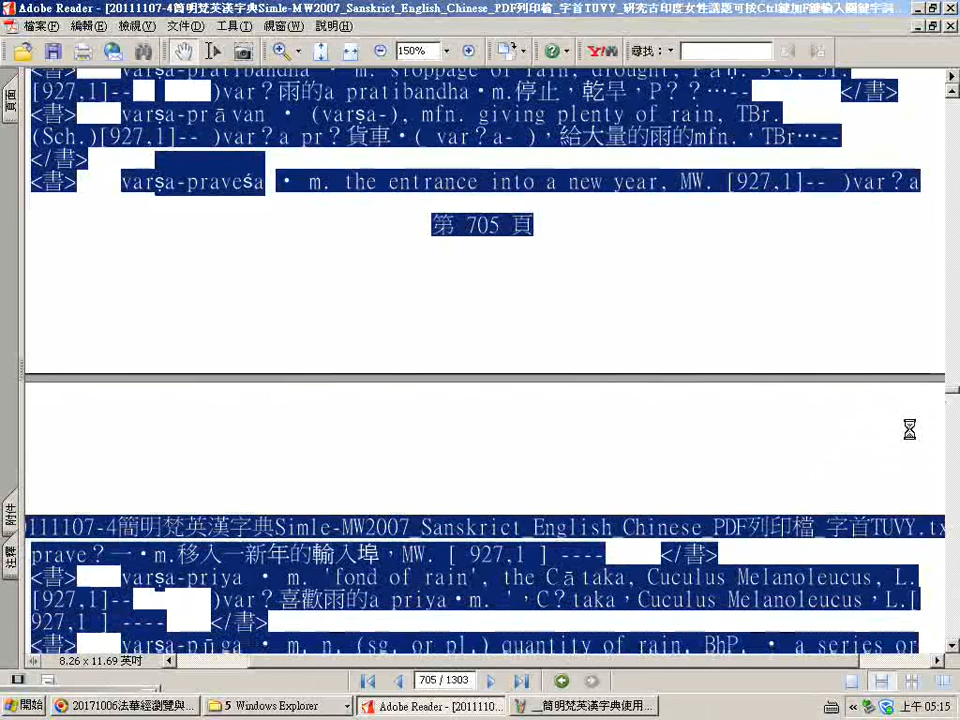 Adobe Reader - [20111107-4簡明梵英漢字典Simle-MW2007_Sanskrict_English_Chinese_PDF列印檔_字首TUVY_研究古印度女性議題可按Ctrl鍵加F鍵輸入關鍵字詞...
檔案(F) 編輯(E) 檢視(V) 文件(D) 工具(T) 視窗(W) 說明(H)
150% 尋找：
頁面
<書> varṣa-pratibandha • m. stoppage of rain, drought, Pāṇ. 3-3, 51.
[927,1]-- )var？雨的a pratibandha•m.停止，乾旱，P？？…-- </書>
<書> varṣa-prāvan • (varṣa-), mfn. giving plenty of rain, TBr.
(Sch.)[927,1]-- )var？a pr？貨車•( var？a- )，給大量的雨的mfn.，TBr…--
</書>
<書> varṣa-praveśa • m. the entrance into a new year, MW. [927,1]-- )var？a
第 705 頁
附件
註釋
111107-4簡明梵英漢字典Simle-MW2007_Sanskrict_English_Chinese_PDF列印檔_字首TUVY.tx
prave？一•m.移入一新年的輸入埠，MW. [ 927,1 ] ---- </書>
<書> varṣa-priya • m. 'fond of rain', the Cātaka, Cuculus Melanoleucus, L.
[927,1]-- )var？喜歡雨的a priya•m. '，C？taka，Cuculus Melanoleucus，L.[
927,1 ] ---- </書>
<書> varṣa-pūga • m. n. (sg. or pl.) quantity of rain, BhP. • a series or
8.26 x 11.69 英吋
705 / 1303
開始 20171006法華經瀏覽與... 5 Windows Explorer Adobe Reader - [201... __簡明梵英漢字典使用... 上午 05:15